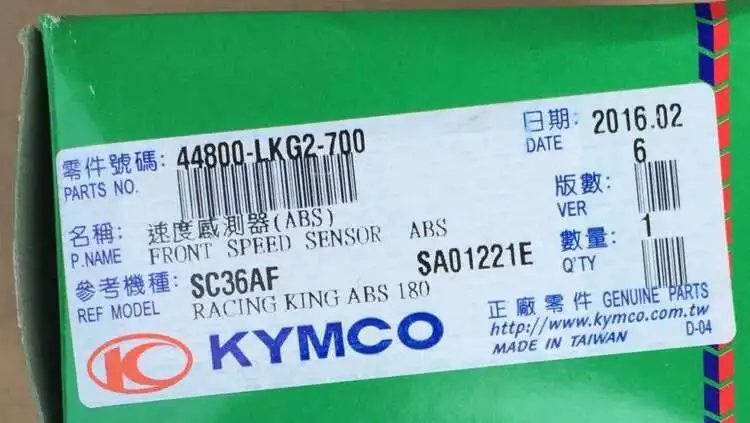 零件號碼: 44800-LKG2-700
PARTS NO.
日期: 2016.02
DATE
名稱: 速度感測器(ABS)
P.NAME FRONT SPEED SENSOR ABS
版數: 6
VER
參考機種: SC36AF SA01221E
REF MODEL RACING KING ABS 180
數量: 1
Q'TY
KYMCO
正廠零件 GENUINE PARTS
http://www.kymco.com.tw
MADE IN TAIWAN D-04